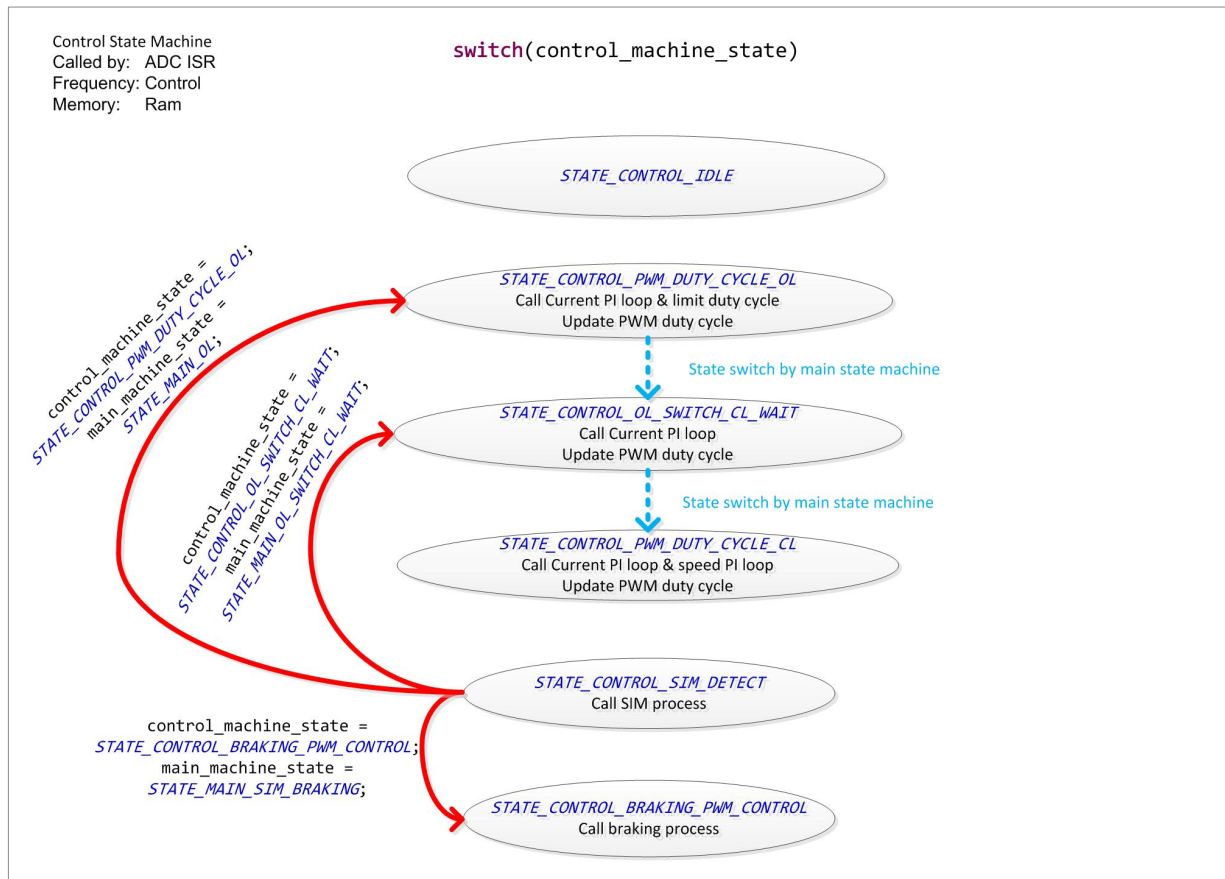 Control State Machine
Called by: ADC ISR
Frequency: Control
Memory: Ram
switch(control_machine_state)
STATE_CONTROL_IDLE
STATE_CONTROL_PWM_DUTY_CYCLE_OL
Call Current PI loop & limit duty cycle
Update PWM duty cycle
control_machine_state =
STATE_CONTROL_PWM_DUTY_CYCLE_OL;
main_machine_state =
STATE_MAIN_OL;
State switch by main state machine
STATE_CONTROL_OL_SWITCH_CL_WAIT
Call Current PI loop
Update PWM duty cycle
control_machine_state =
STATE_CONTROL_OL_SWITCH_CL_WAIT;
main_machine_state =
STATE_MAIN_OL_SWITCH_CL_WAIT;
State switch by main state machine
STATE_CONTROL_PWM_DUTY_CYCLE_CL
Call Current PI loop & speed PI loop
Update PWM duty cycle
STATE_CONTROL_SIM_DETECT
Call SIM process
control_machine_state =
STATE_CONTROL_BRAKING_PWM_CONTROL;
main_machine_state =
STATE_MAIN_SIM_BRAKING;
STATE_CONTROL_BRAKING_PWM_CONTROL
Call braking process